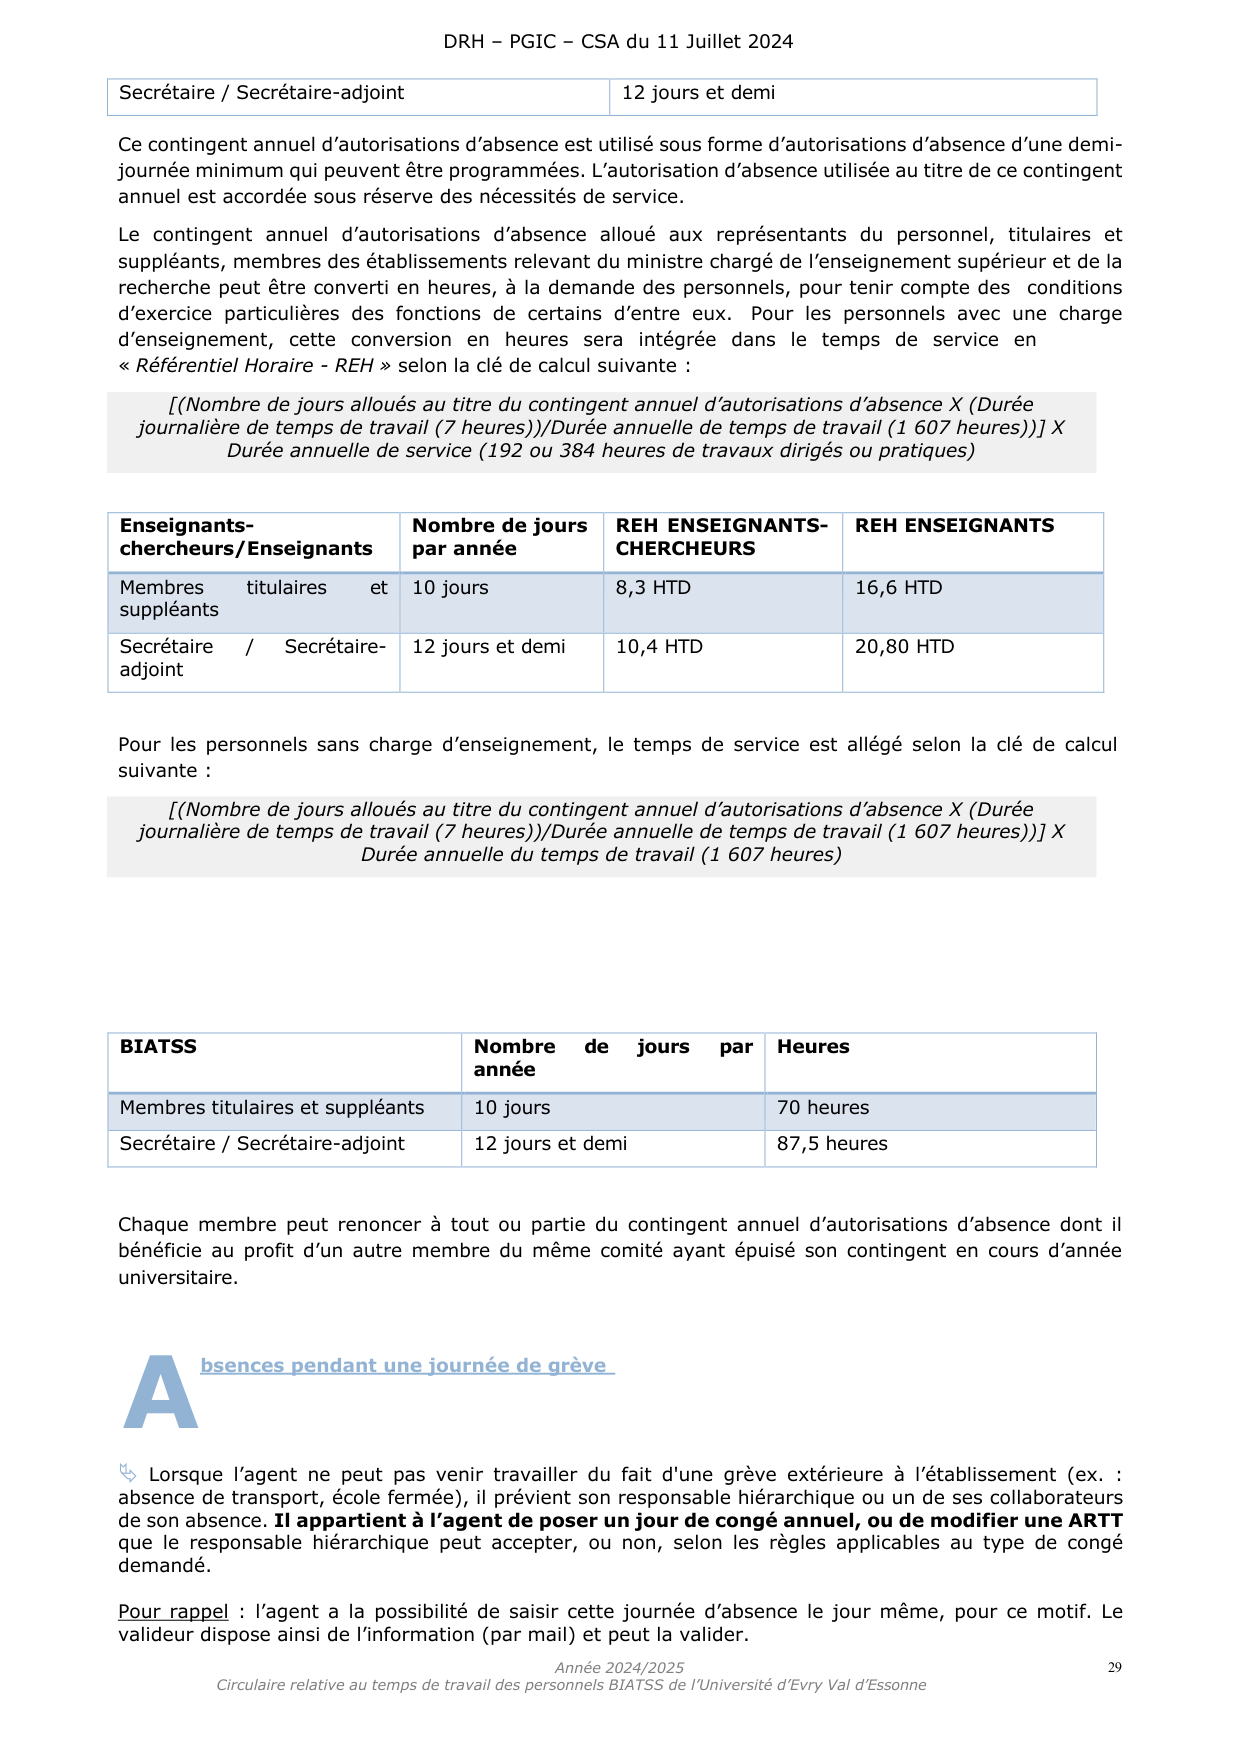 DRH – PGIC – CSA du 11 Juillet 2024
Secrétaire / Secrétaire-adjoint 12 jours et demi
Ce contingent annuel d’autorisations d’absence est utilisé sous forme d’autorisations d’absence d’une demi-
journée minimum qui peuvent être programmées. L’autorisation d’absence utilisée au titre de ce contingent
annuel est accordée sous réserve des nécessités de service.
Le contingent annuel d’autorisations d’absence alloué aux représentants du personnel, titulaires et
suppléants, membres des établissements relevant du ministre chargé de l’enseignement supérieur et de la
recherche peut être converti en heures, à la demande des personnels, pour tenir compte des conditions
d’exercice particulières des fonctions de certains d’entre eux. Pour les personnels avec une charge
d’enseignement, cette conversion en heures sera intégrée dans le temps de service en
« Référentiel Horaire - REH » selon la clé de calcul suivante :
[(Nombre de jours alloués au titre du contingent annuel d’autorisations d’absence X (Durée
journalière de temps de travail (7 heures))/Durée annuelle de temps de travail (1 607 heures))] X
Durée annuelle de service (192 ou 384 heures de travaux dirigés ou pratiques)
Enseignants- Nombre de jours REH ENSEIGNANTS- REH ENSEIGNANTS
chercheurs/Enseignants par année CHERCHEURS
Membres titulaires et 10 jours 8,3 HTD 16,6 HTD
suppléants
Secrétaire / Secrétaire- 12 jours et demi 10,4 HTD 20,80 HTD
adjoint
Pour les personnels sans charge d’enseignement, le temps de service est allégé selon la clé de calcul
suivante :
[(Nombre de jours alloués au titre du contingent annuel d’autorisations d’absence X (Durée
journalière de temps de travail (7 heures))/Durée annuelle de temps de travail (1 607 heures))] X
Durée annuelle du temps de travail (1 607 heures)
BIATSS Nombre de jours par Heures
année
Membres titulaires et suppléants 10 jours 70 heures
Secrétaire / Secrétaire-adjoint 12 jours et demi 87,5 heures
Chaque membre peut renoncer à tout ou partie du contingent annuel d’autorisations d’absence dont il
bénéficie au profit d’un autre membre du même comité ayant épuisé son contingent en cours d’année
universitaire.
Absences pendant une journée de grève
Lorsque l’agent ne peut pas venir travailler du fait d'une grève extérieure à l’établissement (ex. :
absence de transport, école fermée), il prévient son responsable hiérarchique ou un de ses collaborateurs
de son absence. Il appartient à l’agent de poser un jour de congé annuel, ou de modifier une ARTT
que le responsable hiérarchique peut accepter, ou non, selon les règles applicables au type de congé
demandé.
Pour rappel : l’agent a la possibilité de saisir cette journée d’absence le jour même, pour ce motif. Le
valideur dispose ainsi de l’information (par mail) et peut la valider.
Année 2024/2025 29
Circulaire relative au temps de travail des personnels BIATSS de l’Université d’Evry Val d’Essonne